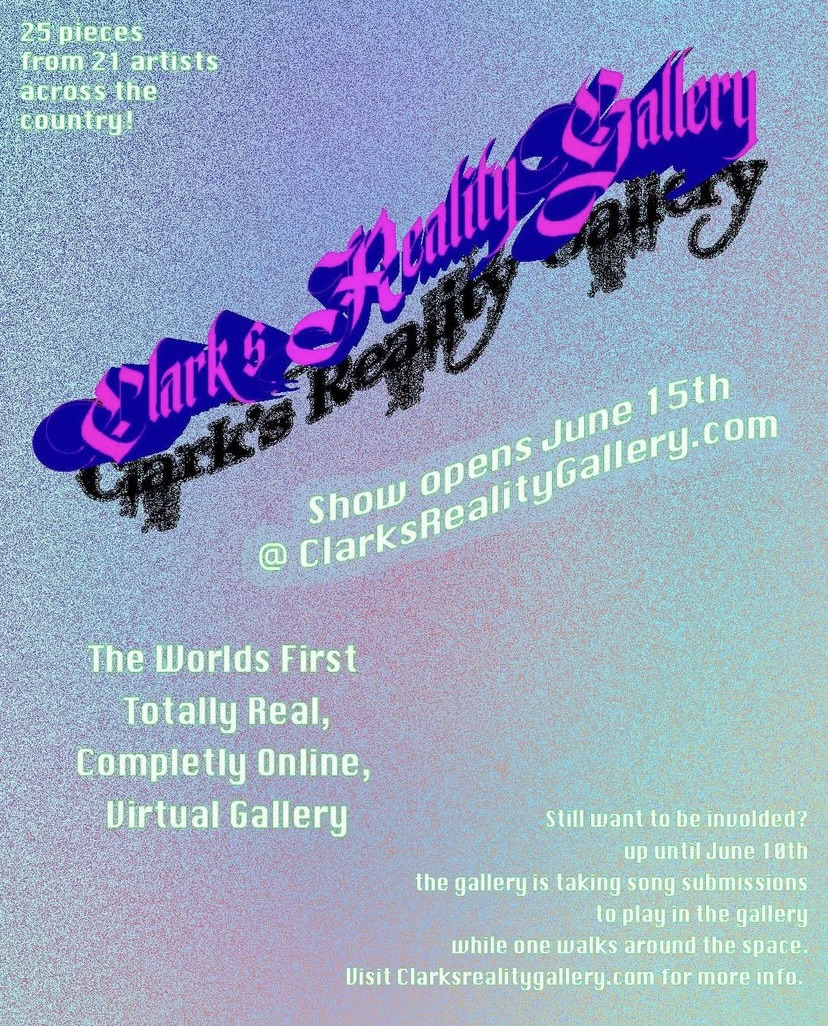 25 pieces
from 21 artists
across the
country!
Clark's Reality Gallery
Clark's Reality Gallery
Show opens June 15th
@ ClarksRealityGallery.com
The Worlds First
Totally Real,
Completly Online,
Virtual Gallery
Still want to be involded?
up until June 10th
the gallery is taking song submissions
to play in the gallery
while one walks around the space.
Visit Clarksrealitygallery.com for more info.